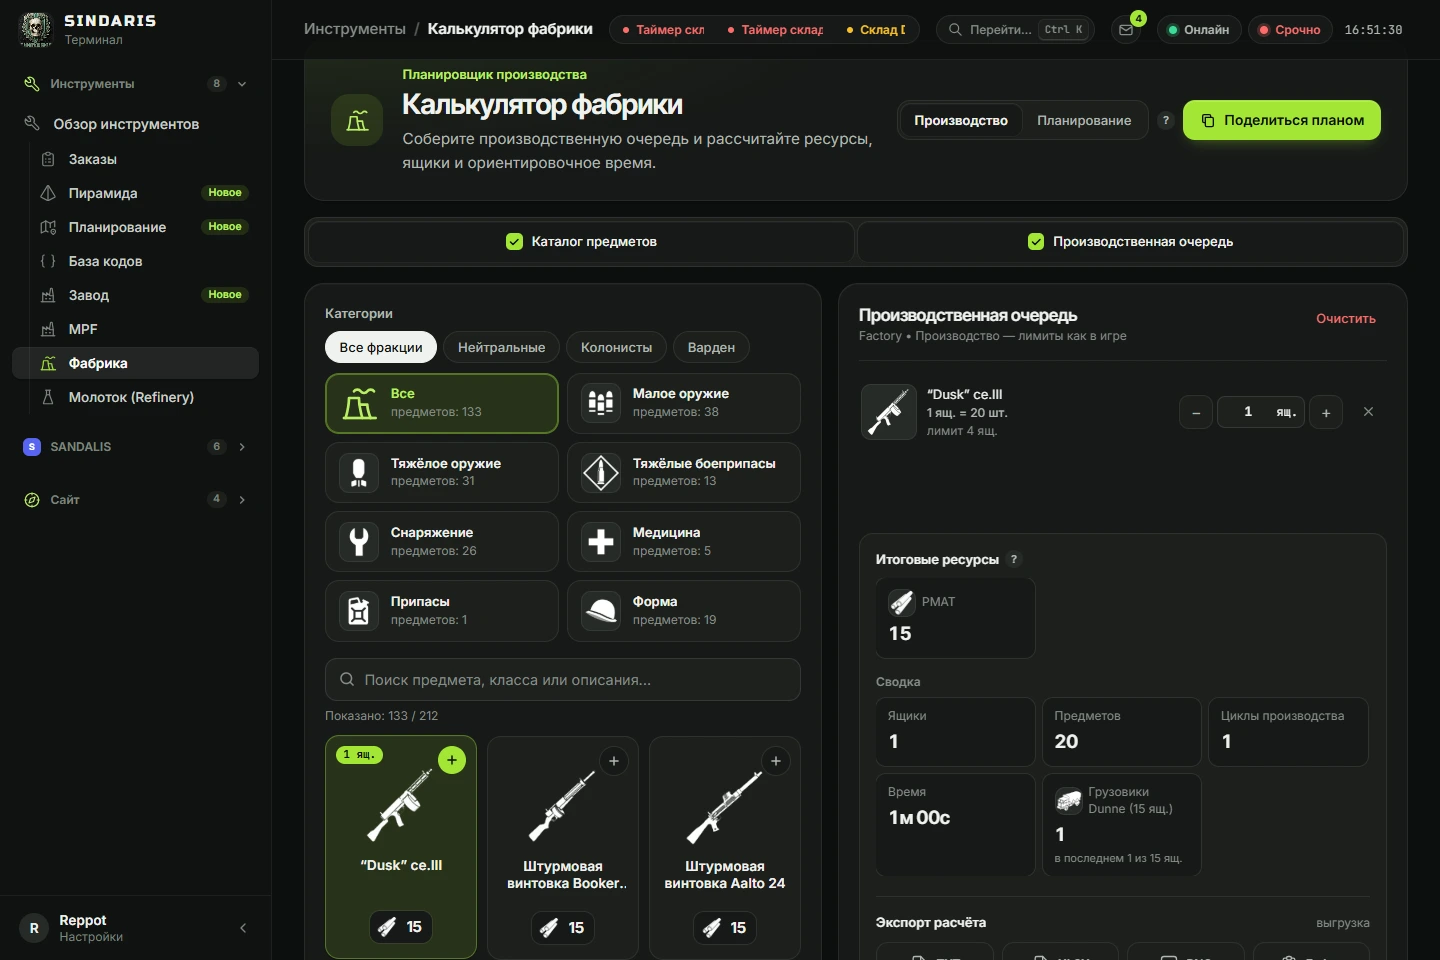 SINDARIS
Терминал
Инструменты 8
Обзор инструментов
Заказы
Пирамида Новое
Планирование Новое
База кодов
Завод Новое
MPF
Фабрика
Молоток (Refinery)
S SANDALIS 6
Сайт 4
R Reppot
Настройки
Инструменты / Калькулятор фабрики
Таймер скл
Таймер склад
Склад
Перейти... Ctrl K
4
Онлайн
Срочно
16:51:30
Планировщик производства
Калькулятор фабрики
Соберите производственную очередь и рассчитайте ресурсы,
ящики и ориентировочное время.
Производство Планирование ? Поделиться планом
Каталог предметов Производственная очередь
Категории
Все фракции Нейтральные Колонисты Варден
Все
предметов: 133
Малое оружие
предметов: 38
Тяжёлое оружие
предметов: 31
Тяжёлые боеприпасы
предметов: 13
Снаряжение
предметов: 26
Медицина
предметов: 5
Припасы
предметов: 1
Форма
предметов: 19
Поиск предмета, класса или описания...
Показано: 133 / 212
1 ящ. +
“Dusk” ce.III
15
+
Штурмовая
винтовка Booker..
15
+
Штурмовая
винтовка Aalto 24
15
Производственная очередь
Factory • Производство — лимиты как в игре
Очистить
“Dusk” ce.III
1 ящ. = 20 шт.
лимит 4 ящ.
− 1 ящ. + ×
Итоговые ресурсы ?
PMAT
15
Сводка
Ящики
1
Предметов
20
Циклы производства
1
Время
1м 00с
Грузовики
Dunne (15 ящ.)
1
в последнем 1 из 15 ящ.
Экспорт расчёта выгрузка